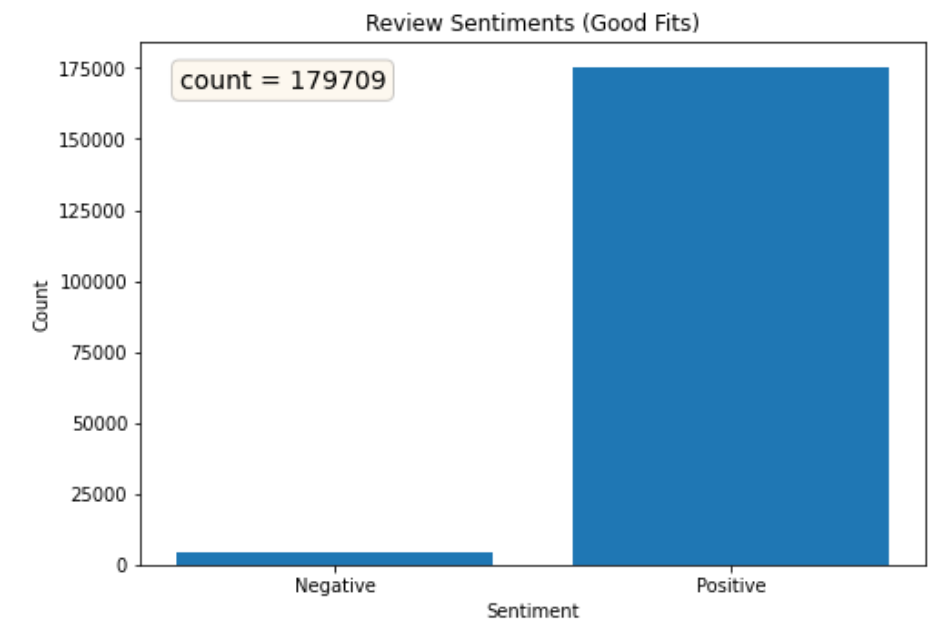 Review Sentiments (Good Fits)
count = 179709
175000
150000
125000
100000
75000
50000
25000
0
Count
Negative Positive
Sentiment